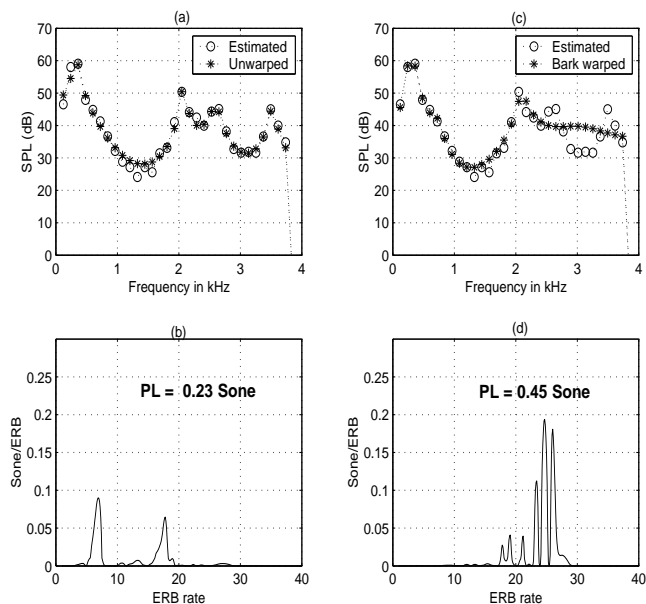 (a)
70
60
50
40
30
20
10
0
SPL (dB)
Estimated
Unwarped
0 1 2 3 4
Frequency in kHz
(c)
70
60
50
40
30
20
10
0
SPL (dB)
Estimated
Bark warped
0 1 2 3 4
Frequency in kHz
(b)
0.25
0.2
0.15
0.1
0.05
0
Sone/ERB
PL = 0.23 Sone
0 10 20 30 40
ERB rate
(d)
0.25
0.2
0.15
0.1
0.05
0
Sone/ERB
PL = 0.45 Sone
0 10 20 30 40
ERB rate